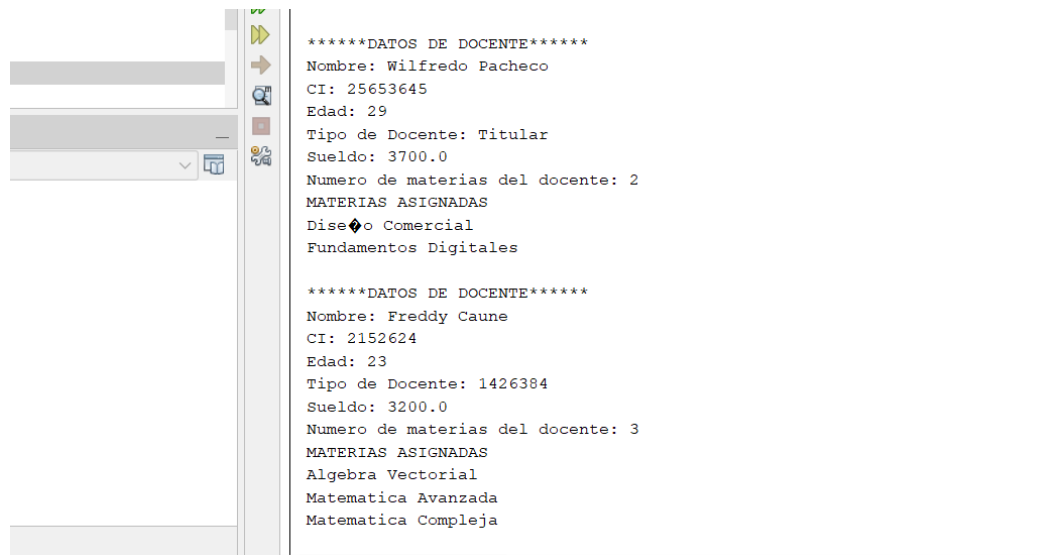 ******DATOS DE DOCENTE******
Nombre: Wilfredo Pacheco
CI: 25653645
Edad: 29
Tipo de Docente: Titular
Sueldo: 3700.0
Numero de materias del docente: 2
MATERIAS ASIGNADAS
Dise�o Comercial
Fundamentos Digitales

******DATOS DE DOCENTE******
Nombre: Freddy Caune
CI: 2152624
Edad: 23
Tipo de Docente: 1426384
Sueldo: 3200.0
Numero de materias del docente: 3
MATERIAS ASIGNADAS
Algebra Vectorial
Matematica Avanzada
Matematica Compleja